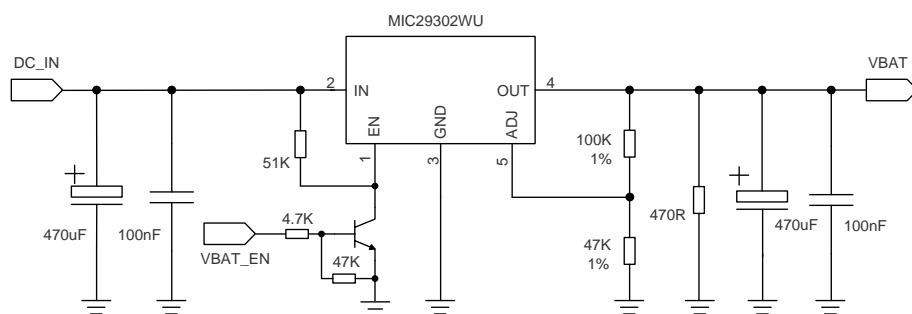 MIC29302WU
DC_IN
VBAT
2
IN
OUT
4
EN
GND
ADJ
1
3
5
51K
100K
1%
470uF
100nF
4.7K
VBAT_EN
47K
47K
1%
470R
470uF
100nF